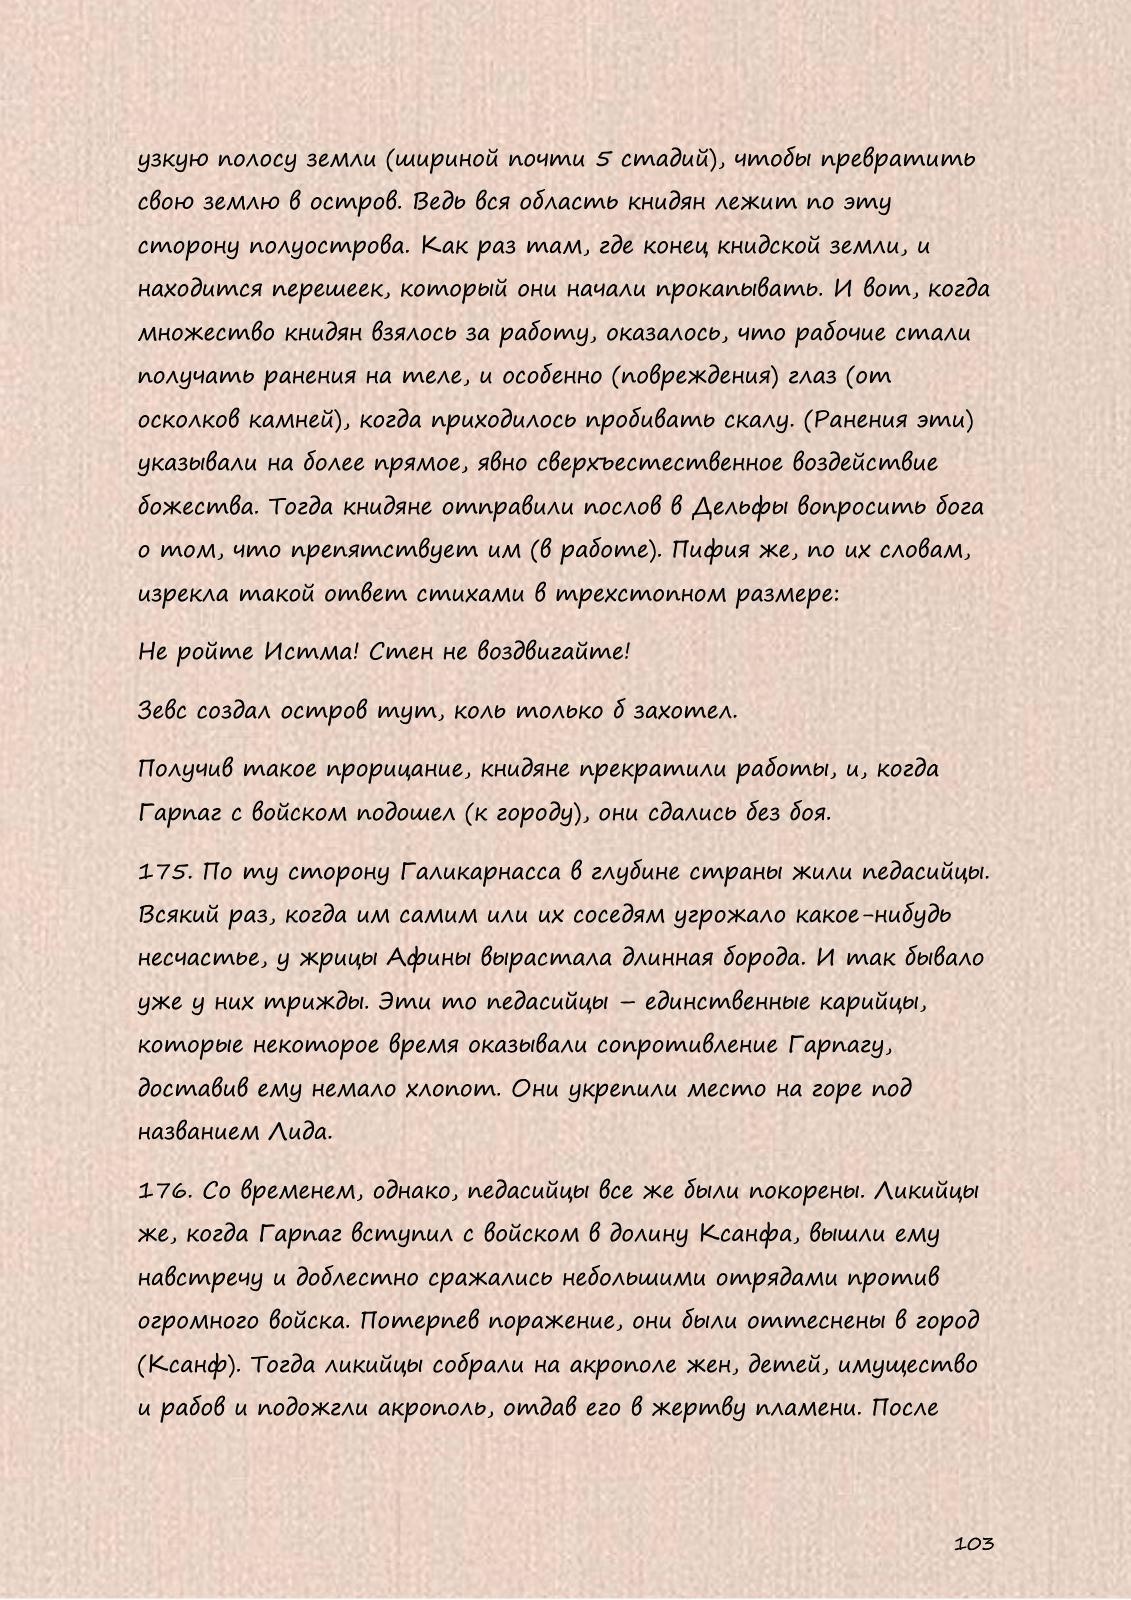 узкую полосу земли (шириной почти 5 стадий), чтобы превратить
свою землю в остров. Ведь вся область книдян лежит по эту
сторону полуострова. Как раз там, где конец книдской земли, и
находится перешеек, который они начали прокапывать. И вот, когда
множество книдян взялось за работу, оказалось, что рабочие стали
получать ранения на теле, и особенно (повреждения) глаз (от
осколков камней), когда приходилось пробивать скалу. (Ранения эти)
указывали на более прямое, явно сверхъестественное воздействие
божества. Тогда книдяне отправили послов в Дельфы вопросить бога
о том, что препятствует им (в работе). Пифия же, по их словам,
изрекла такой ответ стихами в трехстопном размере:
Не ройте Истма! Стен не воздвигайте!
Зевс создал остров тут, коль только б захотел.
Получив такое прорицание, книдяне прекратили работы, и, когда
Гарпаг с войском подошел (к городу), они сдались без боя.
175. По ту сторону Галикарнасса в глубине страны жили педасийцы.
Всякий раз, когда им самим или их соседям угрожало какое-нибудь
несчастье, у жрицы Афины вырастала длинная борода. И так бывало
уже у них трижды. Эти то педасийцы – единственные карийцы,
которые некоторое время оказывали сопротивление Гарпагу,
доставив ему немало хлопот. Они укрепили место на горе под
названием Лида.
176. Со временем, однако, педасийцы все же были покорены. Ликийцы
же, когда Гарпаг вступил с войском в долину Ксанфа, вышли ему
навстречу и доблестно сражались небольшими отрядами против
огромного войска. Потерпев поражение, они были оттеснены в город
(Ксанф). Тогда ликийцы собрали на акрополе жен, детей, имущество
и рабов и подожгли акрополь, отдав его в жертву пламени. После
103